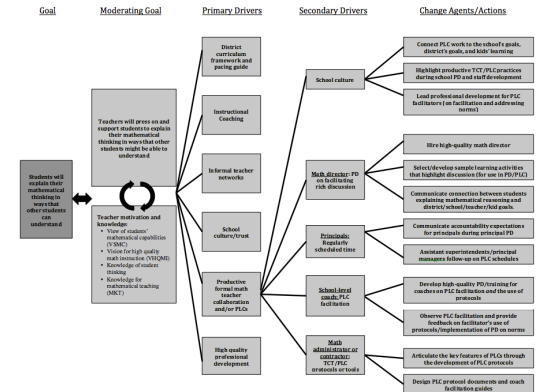 Goal
Moderating Goal
Primary Drivers
Secondary Drivers
Change Agents/Actions
Students will
explain their
mathematical
thinking in
ways that
other students
can
understand
Teachers will press on and
support students to explain
their mathematical
thinking in ways that other
students might be able to
understand
Teacher motivation and
knowledge:
• View of students'
mathematical capabilities
(VSMC)
• Vision for high quality
math instruction (VHQMI)
• Knowledge of student
thinking
• Knowledge for
mathematical teaching
(MKT)
District
curriculum
framework and
pacing guide
Instructional
Coaching
Informal teacher
networks
School
culture/trust
Productive
formal math
teacher
collaboration
and/or PLCs
High quality
professional
development
School culture
Math director: PD
on facilitating
rich discussion
Principals:
Regularly
scheduled time
School-level
coach: PLC
facilitation
Math
administrator or
contractor:
TCT/PLC
protocols or tools
Connect PLC work to the school's goals,
district's goals, and kids' learning
Highlight productive TCT/PLC practices
during school PD and staff development
Lead professional development for PLC
facilitators (on facilitation and addressing
norms)
Hire high-quality math director
Select/develop sample learning activities
that highlight discussion (for use in PD/PLC)
Communicate connection between students
explaining mathematical reasoning and
district/school/teacher/kid goals.
Communicate accountability expectations
for principals during principal PD
Assistant superintendents/principal
managers follow-up on PLC schedules
Develop high-quality PD/training for
coaches on PLC facilitation and the use of
protocols
Observe PLC facilitation and provide
feedback on facilitator's use of
protocols/implementation of PD on norms
Articulate the key features of PLCs through
the development of PLC protocols
Design PLC protocol documents and coach
facilitation guides